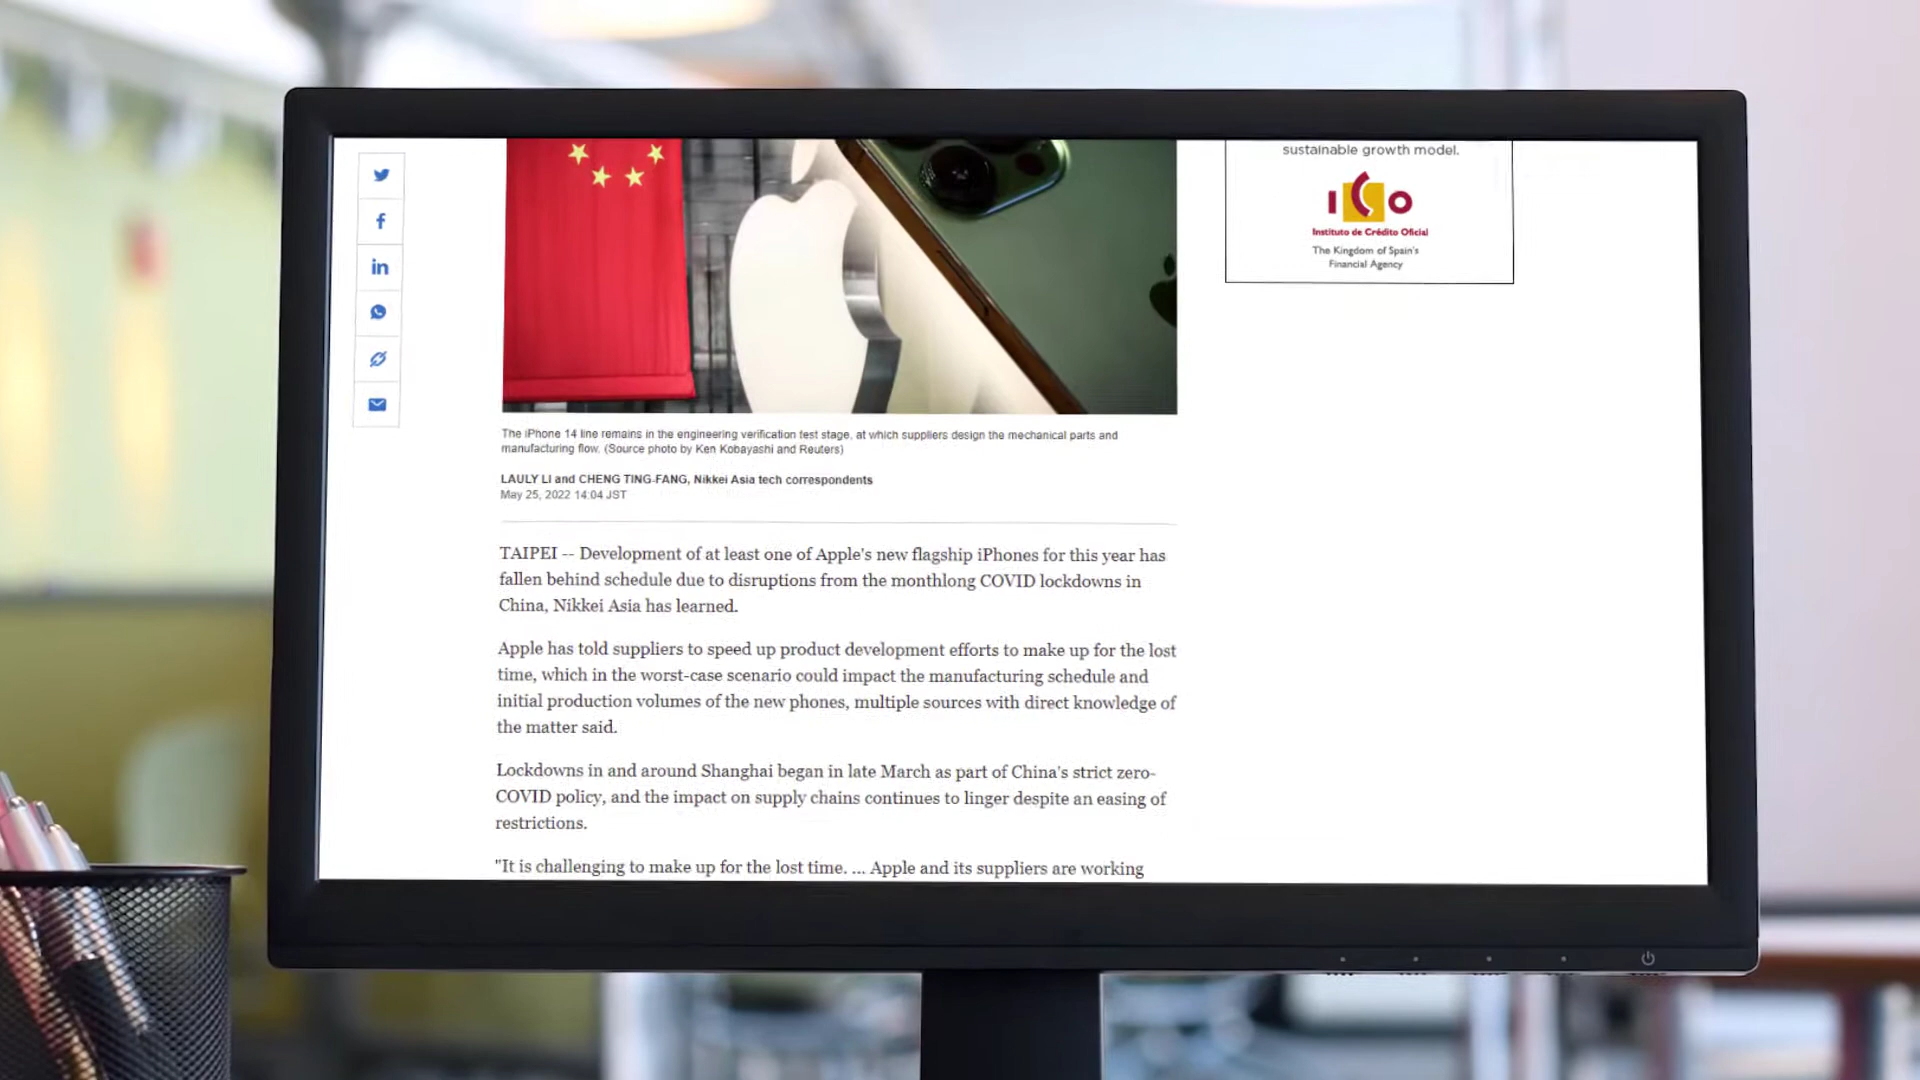 sustainable growth model.
ICO
Instituto de Crédito Oficial
The Kingdom of Spain's
Financial Agency
The iPhone 14 line remains in the engineering verification test stage, at which suppliers design the mechanical parts and
manufacturing flow. (Source photo by Ken Kobayashi and Reuters)
LAULY LI and CHENG TING-FANG, Nikkei Asia tech correspondents
May 25, 2022 14:04 JST
TAIPEI -- Development of at least one of Apple's new flagship iPhones for this year has
fallen behind schedule due to disruptions from the monthlong COVID lockdowns in
China, Nikkei Asia has learned.
Apple has told suppliers to speed up product development efforts to make up for the lost
time, which in the worst-case scenario could impact the manufacturing schedule and
initial production volumes of the new phones, multiple sources with direct knowledge of
the matter said.
Lockdowns in and around Shanghai began in late March as part of China's strict zero-
COVID policy, and the impact on supply chains continues to linger despite an easing of
restrictions.
"It is challenging to make up for the lost time. ... Apple and its suppliers are working